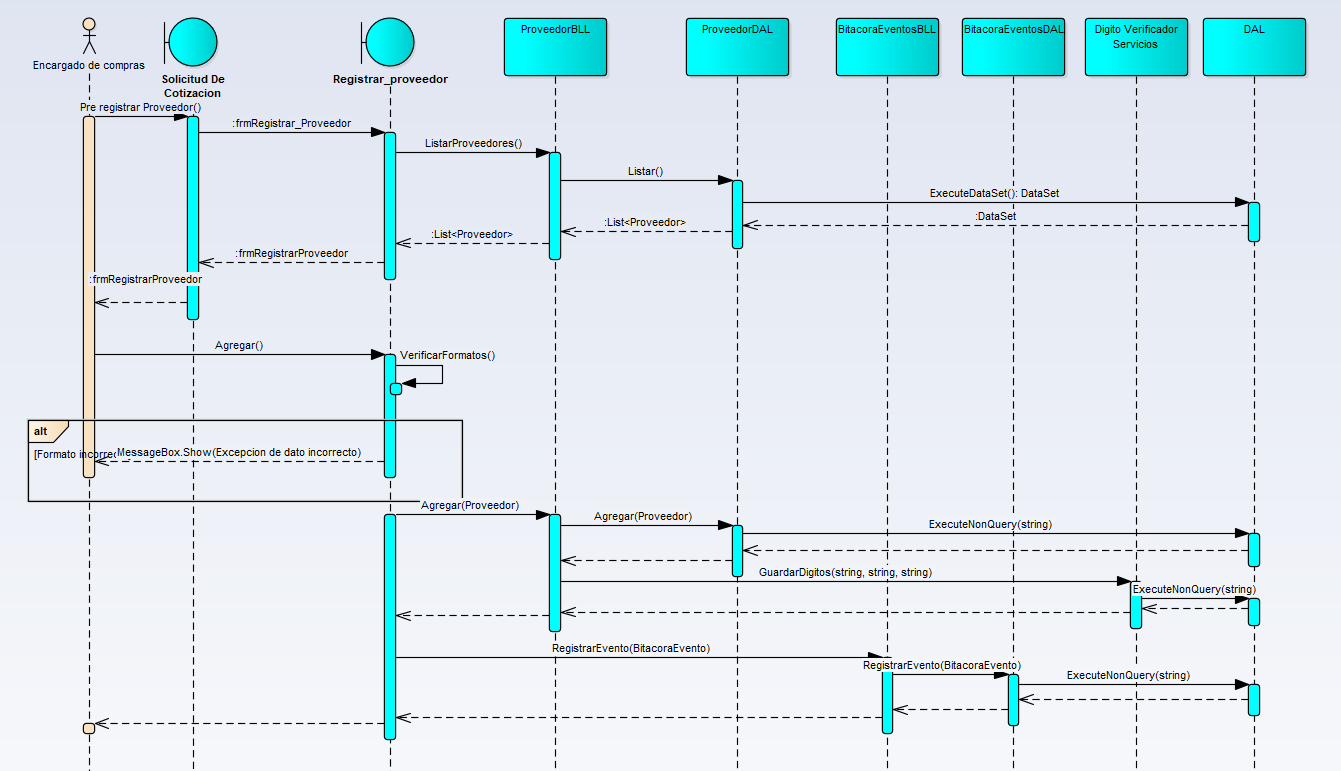 Encargado de compras
Solicitud De
Cotizacion
Registrar_proveedor
ProveedorBLL
ProveedorDAL
BitacoraEventosBLL
BitacoraEventosDAL
Digito Verificador
Servicios
DAL
Pre registrar Proveedor()
:frmRegistrar_Proveedor
ListarProveedores()
Listar()
ExecuteDataSet(): DataSet
:DataSet
:List<Proveedor>
:List<Proveedor>
:frmRegistrarProveedor
:frmRegistrarProveedor
Agregar()
VerificarFormatos()
alt
[Formato incorrec
MessageBox.Show(Excepcion de dato incorrecto)
Agregar(Proveedor)
Agregar(Proveedor)
ExecuteNonQuery(string)
GuardarDigitos(string, string, string)
ExecuteNonQuery(string)
RegistrarEvento(BitacoraEvento)
RegistrarEvento(BitacoraEvento)
ExecuteNonQuery(string)